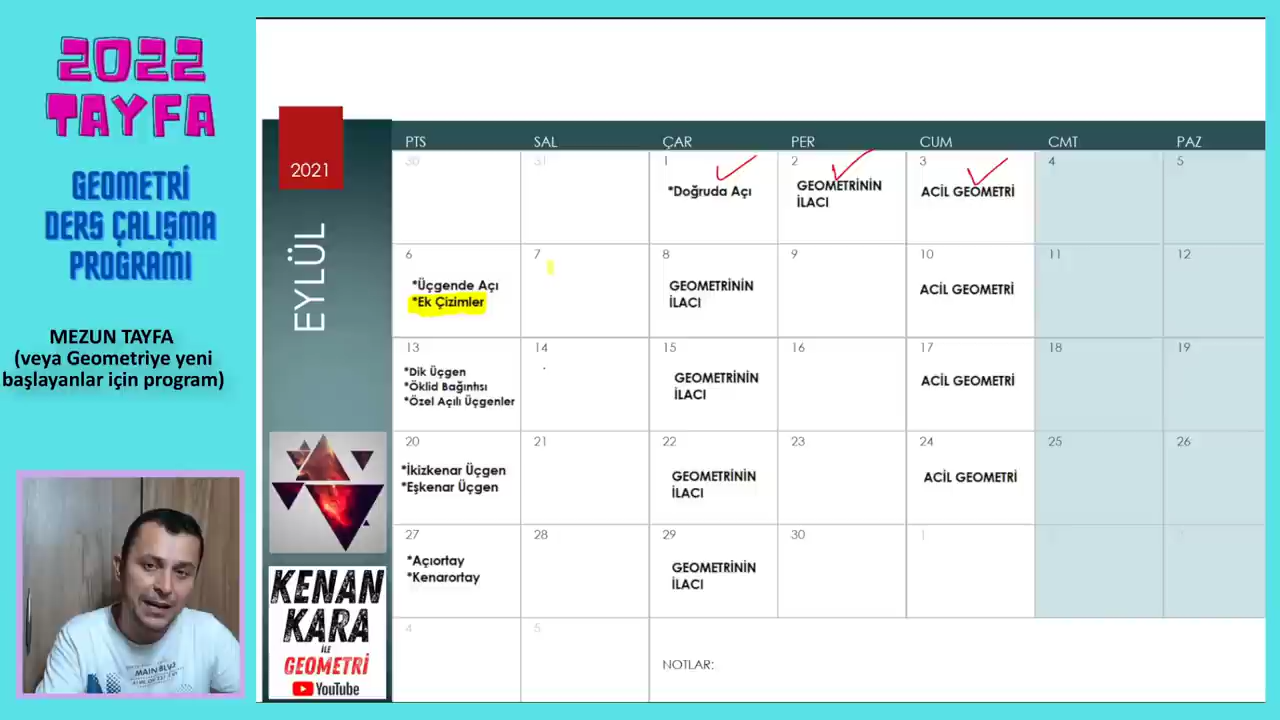 2022
TAYFA
GEOMETRİ
DERS ÇALIŞMA
PROGRAMI
MEZUN TAYFA
(veya Geometriye yeni
başlayanlar için program)
2021
EYLÜL
KENAN
KARA
İLE
GEOMETRİ
YouTube
PTS SAL ÇAR PER CUM CMT PAZ
30 31 1 2 3 4 5
*Doğruda Açı
GEOMETRİNİN
İLACI
ACİL GEOMETRİ
6 7 8 9 10 11 12
*Üçgende Açı
*Ek Çizimler
GEOMETRİNİN
İLACI
ACİL GEOMETRİ
13 14 15 16 17 18 19
*Dik Üçgen
*Öklid Bağıntısı
*Özel Açılı Üçgenler
GEOMETRİNİN
İLACI
ACİL GEOMETRİ
20 21 22 23 24 25 26
*İkizkenar Üçgen
*Eşkenar Üçgen
GEOMETRİNİN
İLACI
ACİL GEOMETRİ
27 28 29 30 1
*Açıortay
*Kenarortay
GEOMETRİNİN
İLACI
4 5
NOTLAR: